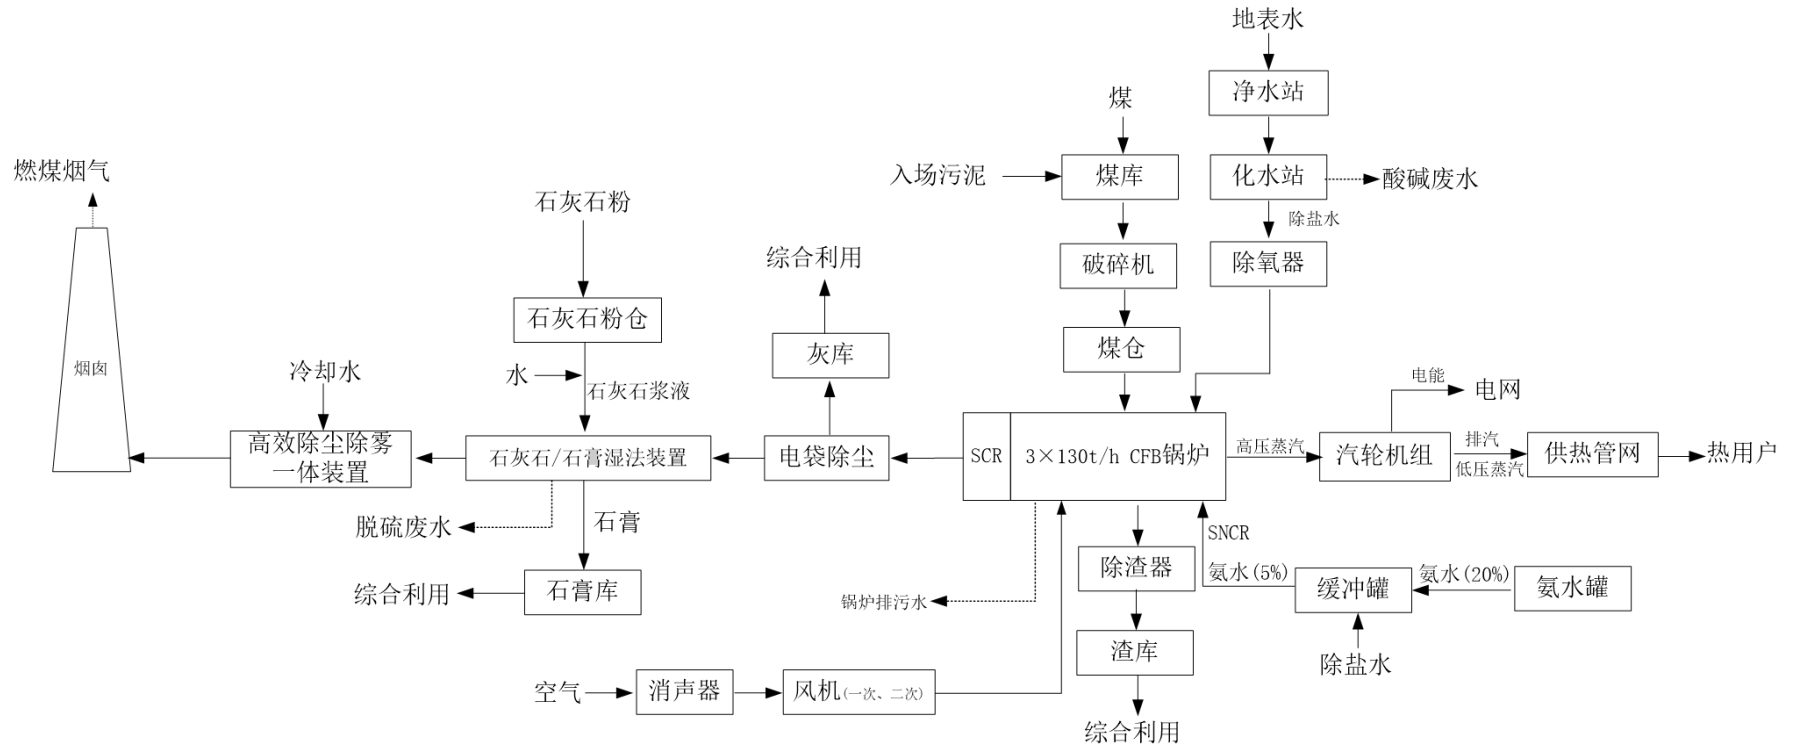 地表水
净水站
煤
燃煤烟气
入场污泥
煤库
化水站
酸碱废水
石灰石粉
除盐水
综合利用
破碎机
除氧器
石灰石粉仓
灰库
煤仓
烟囱
冷却水
水
石灰石浆液
电能
电网
高效除尘除雾
一体装置
石灰石/石膏湿法装置
电袋除尘
SCR
3×130t/h CFB锅炉
高压蒸汽
汽轮机组
排汽
低压蒸汽
供热管网
热用户
脱硫废水
石膏
SNCR
除渣器
氨水(5%)
缓冲罐
氨水(20%)
氨水罐
综合利用
石膏库
锅炉排污水
渣库
除盐水
空气
消声器
风机(一次、二次)
综合利用